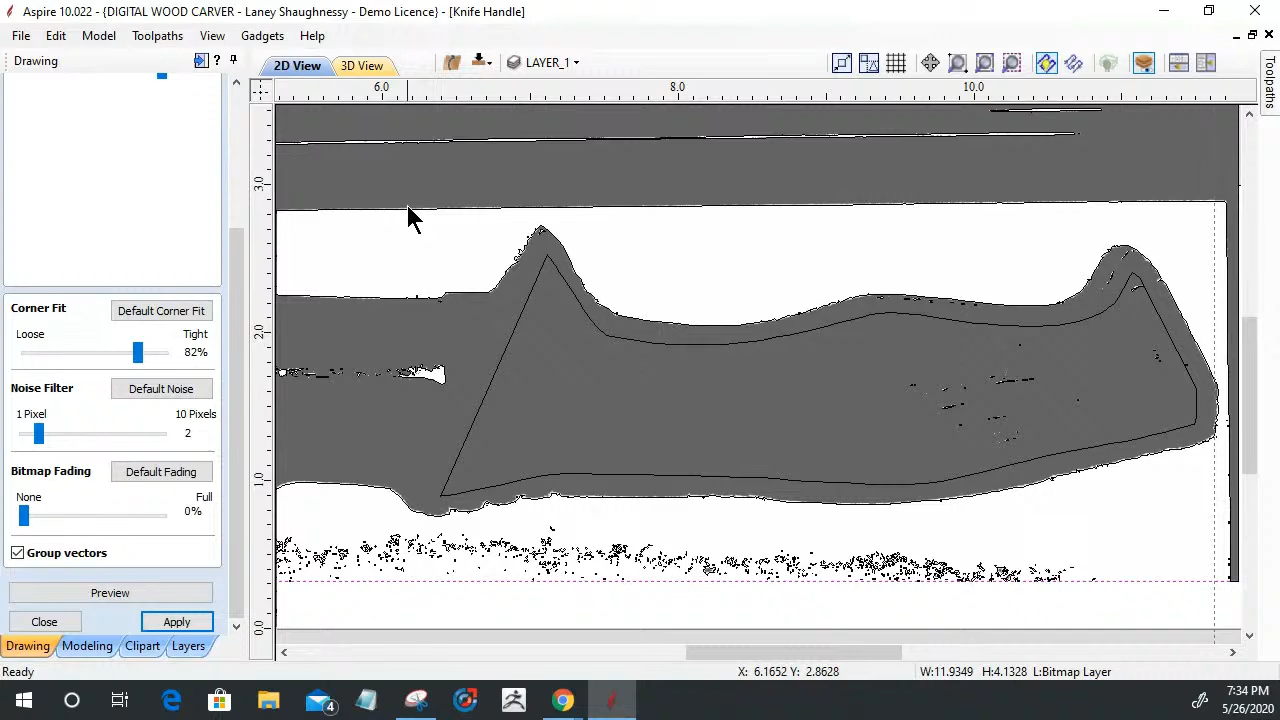 Aspire 10.022 - {DIGITAL WOOD CARVER - Laney Shaughnessy - Demo Licence} - [Knife Handle]
File Edit Model Toolpaths View Gadgets Help
Drawing
2D View
3D View
LAYER_1
Toolpaths
6.0
8.0
10.0
3.0
2.0
1.0
0.0
Corner Fit
Default Corner Fit
Loose
Tight
82%
Noise Filter
Default Noise
1 Pixel
10 Pixels
2
Bitmap Fading
Default Fading
None
Full
0%
Group vectors
Preview
Close
Apply
Drawing
Modeling
Clipart
Layers
Ready
X: 6.1652 Y: 2.8628
W:11.9349 H:4.1328 L:Bitmap Layer
4
7:34 PM
5/26/2020